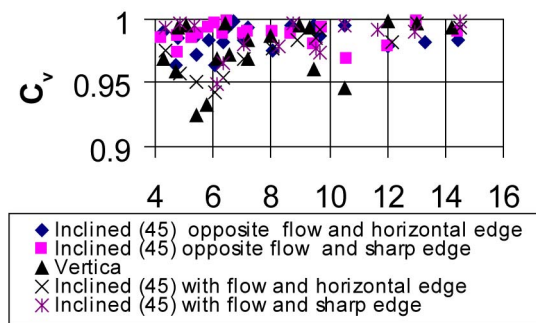 1
0.95
0.9
Cv
4 6 8 10 12 14 16
Inclined (45) opposite flow and horizontal edge
Inclined (45) opposite flow and sharp edge
Vertica
Inclined (45) with flow and horizontal edge
Inclined (45) with flow and sharp edge